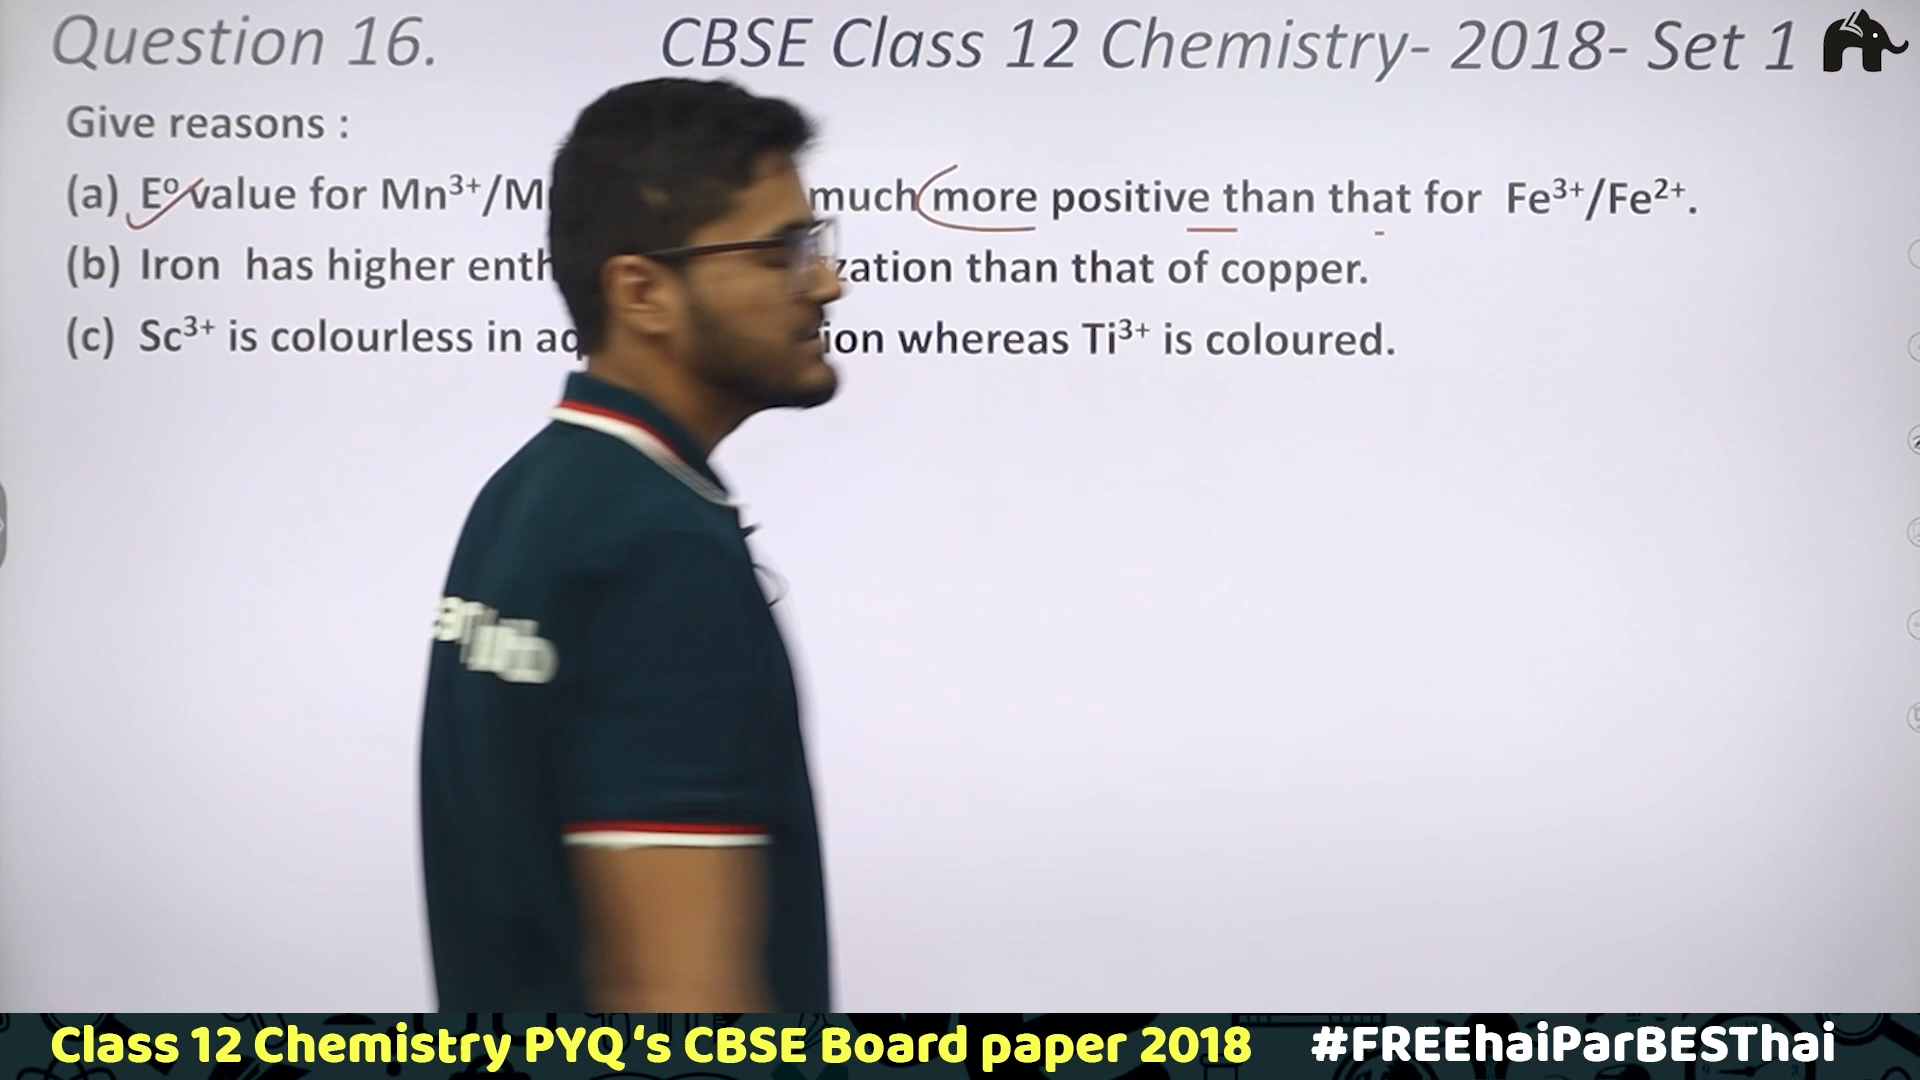 Question 16. CBSE Class 12 Chemistry- 2018- Set 1
Give reasons :
(a) Eº value for Mn³⁺/M much more positive than that for Fe³⁺/Fe²⁺.
(b) Iron has higher enth zation than that of copper.
(c) Sc³⁺ is colourless in aq ion whereas Ti³⁺ is coloured.
Class 12 Chemistry PYQ ‘s CBSE Board paper 2018 #FREEhaiParBESThai